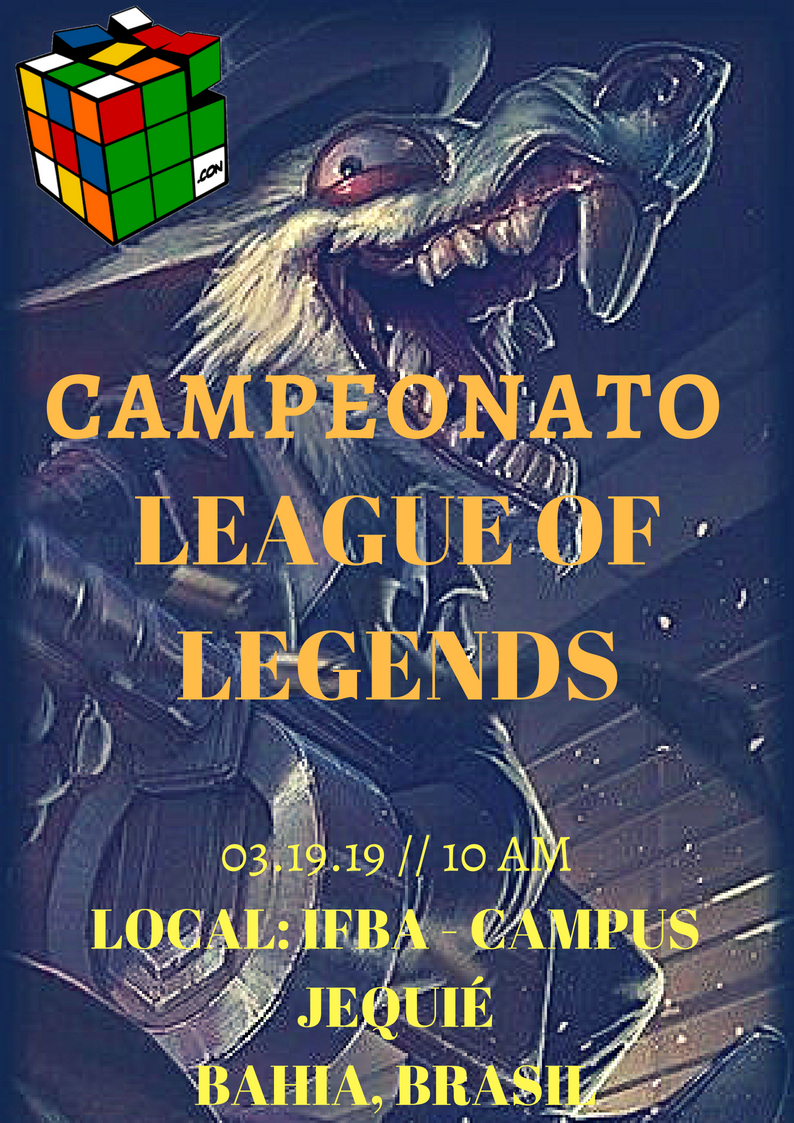 .CON
CAMPEONATO
LEAGUE OF
LEGENDS
03.19.19 // 10 AM
LOCAL: IFBA - CAMPUS
JEQUIÉ
BAHIA, BRASIL